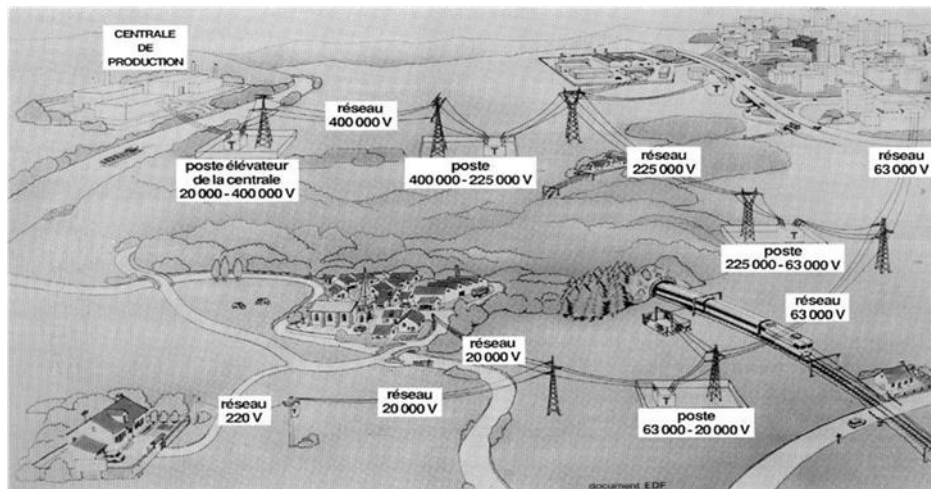 CENTRALE
DE
PRODUCTION
réseau
400 000 V
poste élévateur
de la centrale
20 000 - 400 000 V
T
poste
400 000 - 225 000 V
T
réseau
225 000 V
T
réseau
63 000 V
T
poste
225 000 - 63 000 V
réseau
63 000 V
réseau
20 000 V
réseau
220 V
réseau
20 000 V
T
poste
63 000 - 20 000 V
document EDF